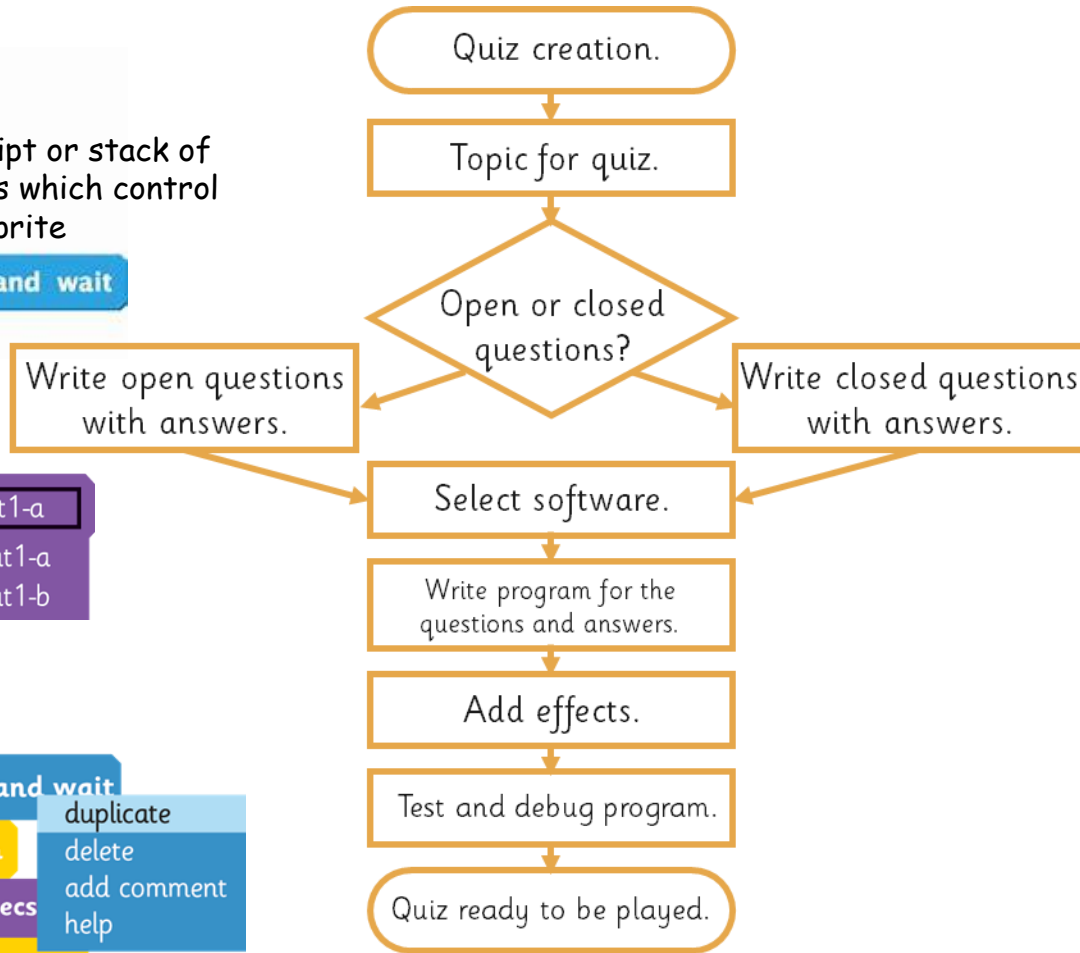 Quiz creation.
Topic for quiz.
Open or closed
questions?
Write open questions
with answers.
Write closed questions
with answers.
Select software.
Write program for the
questions and answers.
Add effects.
Test and debug program.
Quiz ready to be played.
or stack of
which control
and wait
t1-a
t1-a
t1-b
and wait
duplicate
delete
add comment
help
ecs